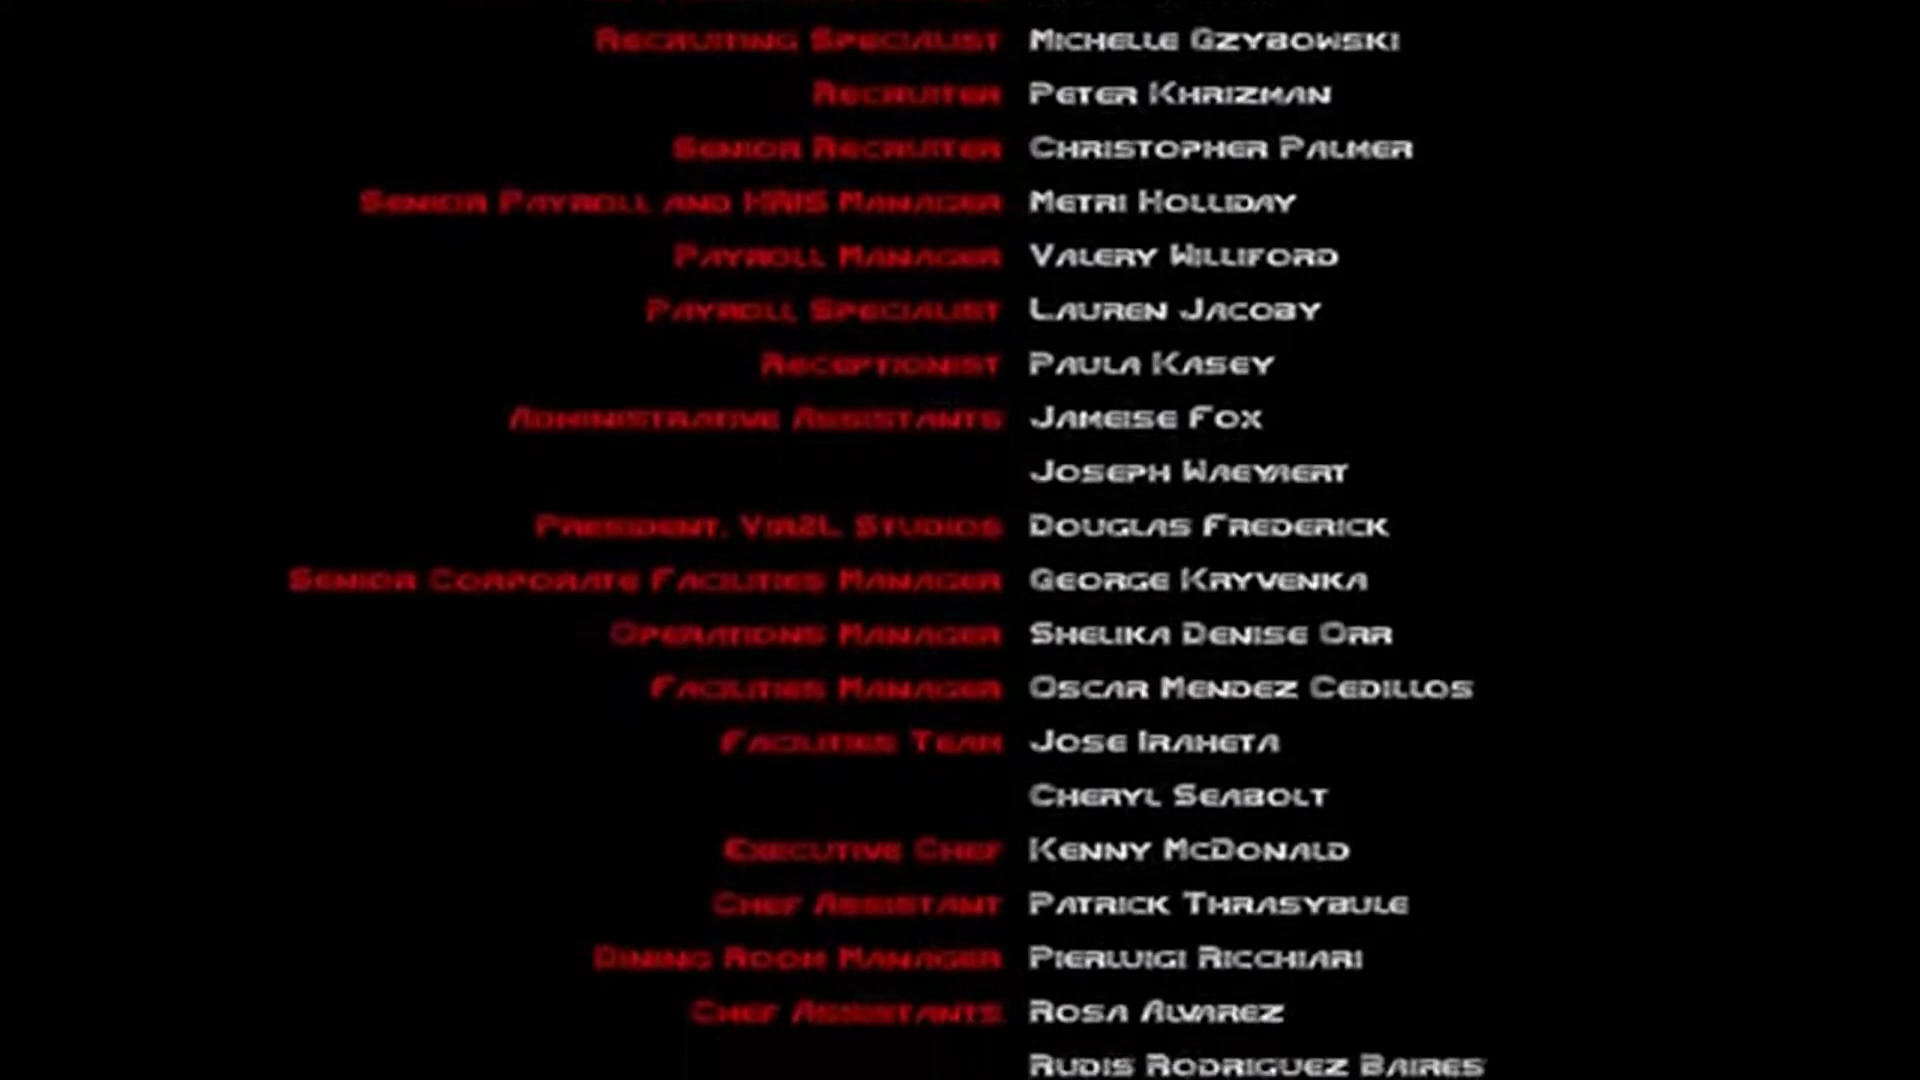 Recruiting Specialist Michelle Gzybowski
Recruiter Peter Khrizman
Senior Recruiter Christopher Palmer
Senior Payroll and HRIS Manager Metri Holliday
Payroll Manager Valery Williford
Payroll Specialist Lauren Jacoby
Receptionist Paula Kasey
Administrative Assistants Jameise Fox
Joseph Waeyaert
President, Vir2L Studios Douglas Frederick
Senior Corporate Facilities Manager George Kryvenka
Operations Manager Shelika Denise Orr
Facilities Manager Oscar Mendez Cedillos
Facilities Team Jose Iraheta
Cheryl Seabolt
Executive Chef Kenny McDonald
Chef Assistant Patrick Thrasybule
Dining Room Manager Pierluigi Ricchiari
Chef Assistants Rosa Alvarez
Rudis Rodriguez Baires